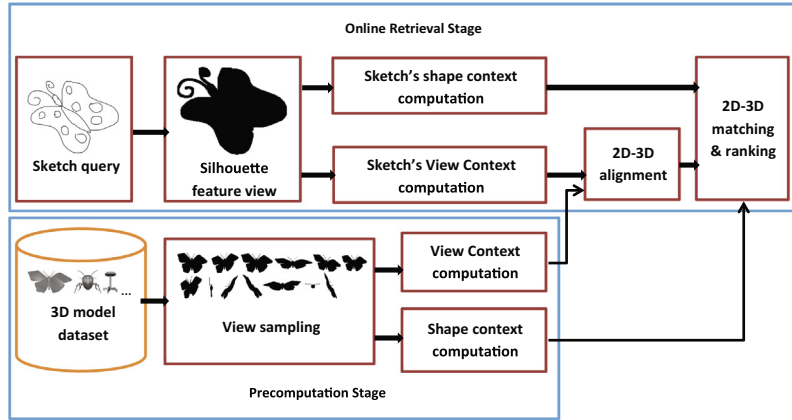 Online Retrieval Stage
Sketch query
Silhouette
feature view
Sketch's shape context
computation
Sketch's View Context
computation
2D-3D
alignment
2D-3D
matching
& ranking
3D model
dataset
...
View sampling
View Context
computation
Shape context
computation
Precomputation Stage